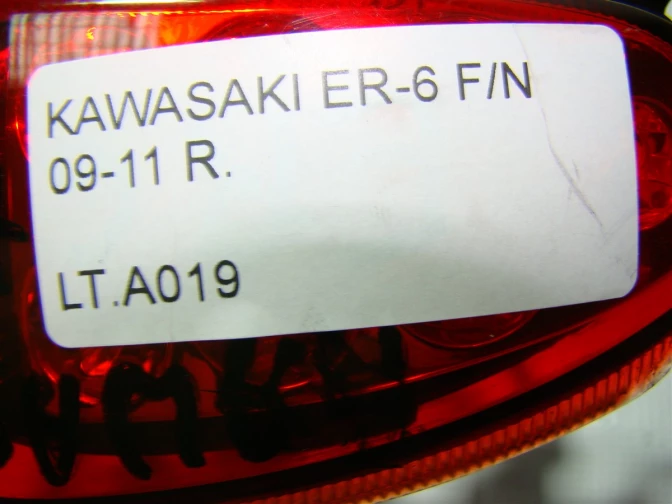 KAWASAKI ER-6 F/N
09-11 R.
LT.A019